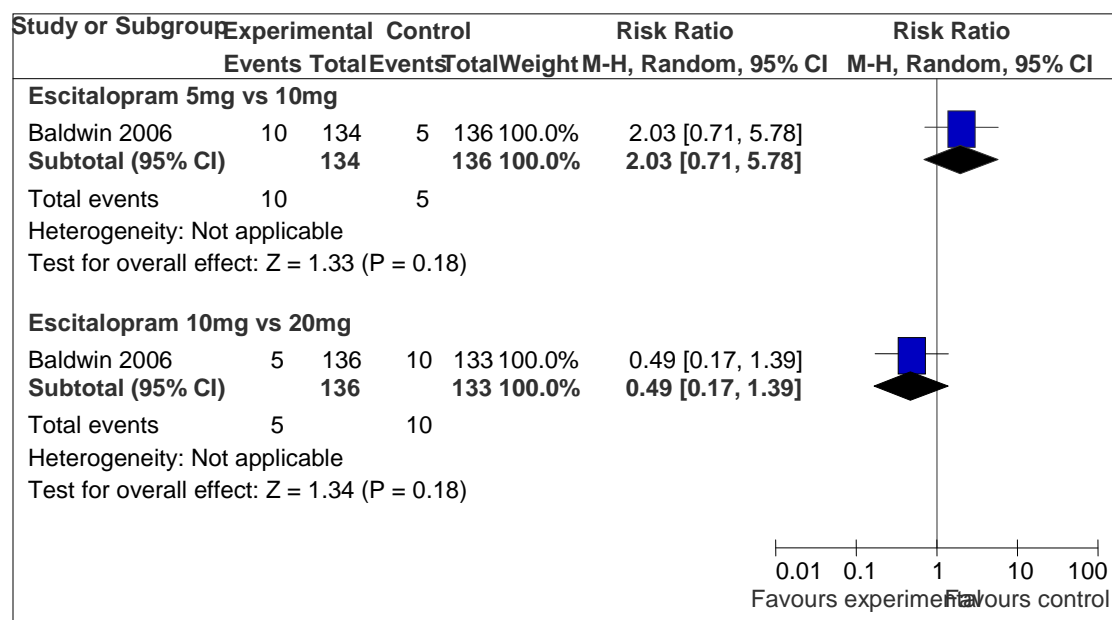 Study or Subgroup Experimental Control Risk Ratio Risk Ratio
Events Total Events Total Weight M-H, Random, 95% CI M-H, Random, 95% CI
Escitalopram 5mg vs 10mg
Baldwin 2006 10 134 5 136 100.0% 2.03 [0.71, 5.78]
Subtotal (95% CI) 134 136 100.0% 2.03 [0.71, 5.78]
Total events 10 5
Heterogeneity: Not applicable
Test for overall effect: Z = 1.33 (P = 0.18)
Escitalopram 10mg vs 20mg
Baldwin 2006 5 136 10 133 100.0% 0.49 [0.17, 1.39]
Subtotal (95% CI) 136 133 100.0% 0.49 [0.17, 1.39]
Total events 5 10
Heterogeneity: Not applicable
Test for overall effect: Z = 1.34 (P = 0.18)
0.01 0.1 1 10 100
Favours experimental Favours control